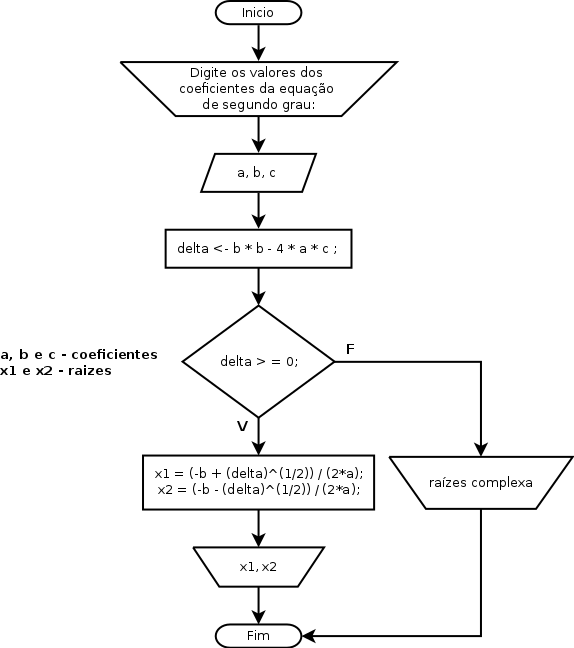 Inicio
Digite os valores dos
coeficientes da equação
de segundo grau:
a, b, c
delta <- b * b - 4 * a * c ;
delta > = 0;
F
a, b e c - coeficientes
x1 e x2 - raizes
V
x1 = (-b + (delta)^(1/2)) / (2*a);
x2 = (-b - (delta)^(1/2)) / (2*a);
raízes complexa
x1, x2
Fim